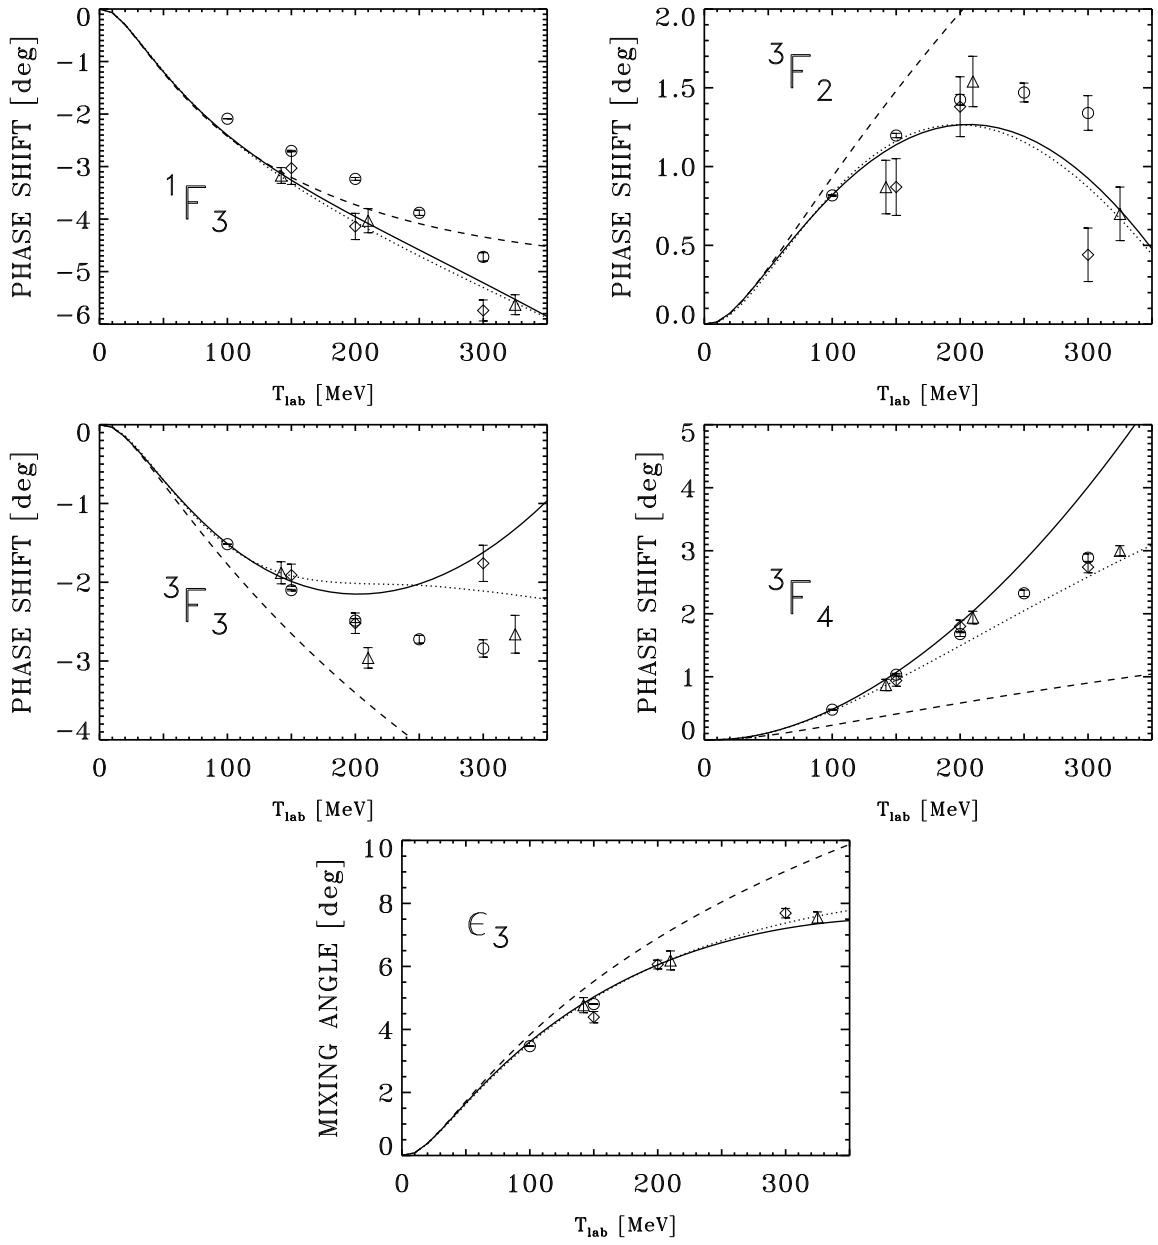 PHASE SHIFT [deg]
0
−1
−2
−3
−4
−5
−6
1F3
0 100 200 300
Tlab [MeV]
PHASE SHIFT [deg]
2.0
1.5
1.0
0.5
0.0
3F2
0 100 200 300
Tlab [MeV]
PHASE SHIFT [deg]
0
−1
−2
−3
−4
3F3
0 100 200 300
Tlab [MeV]
PHASE SHIFT [deg]
5
4
3
2
1
0
3F4
0 100 200 300
Tlab [MeV]
MIXING ANGLE [deg]
10
8
6
4
2
0
ϵ3
0 100 200 300
Tlab [MeV]